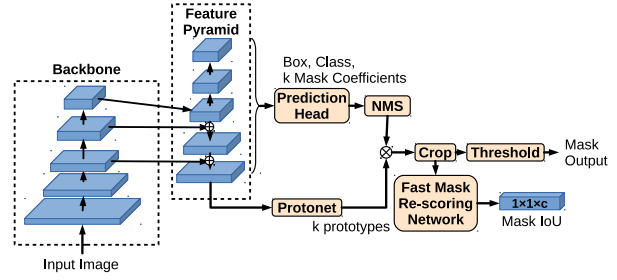 Feature
Pyramid
Backbone
Box, Class,
k Mask Coefficients
Prediction
Head
NMS
Crop
Threshold
Mask
Output
Fast Mask
Re-scoring
Network
1×1×c
Mask IoU
Protonet
k prototypes
Input Image